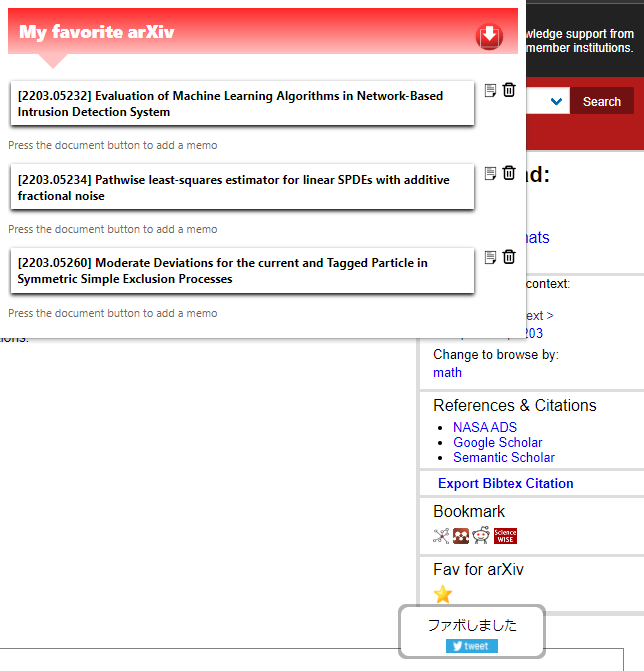 My favorite arXiv
[2203.05232] Evaluation of Machine Learning Algorithms in Network-Based
Intrusion Detection System
Press the document button to add a memo
[2203.05234] Pathwise least-squares estimator for linear SPDEs with additive
fractional noise
Press the document button to add a memo
[2203.05260] Moderate Deviations for the current and Tagged Particle in
Symmetric Simple Exclusion Processes
Press the document button to add a memo
support from
member institutions.
Search
context:
>
Change to browse by:
math
References & Citations
NASA ADS
Google Scholar
Semantic Scholar
Export Bibtex Citation
Bookmark
Science
WISE
Fav for arXiv
ファボしました
tweet